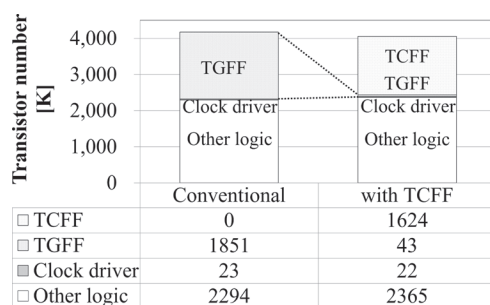 Transistor number
[K]
4,000
3,000
2,000
1,000
0
TGFF
Clock driver
Other logic
TCFF
TGFF
Clock driver
Other logic
Conventional with TCFF
TCFF 0 1624
TGFF 1851 43
Clock driver 23 22
Other logic 2294 2365